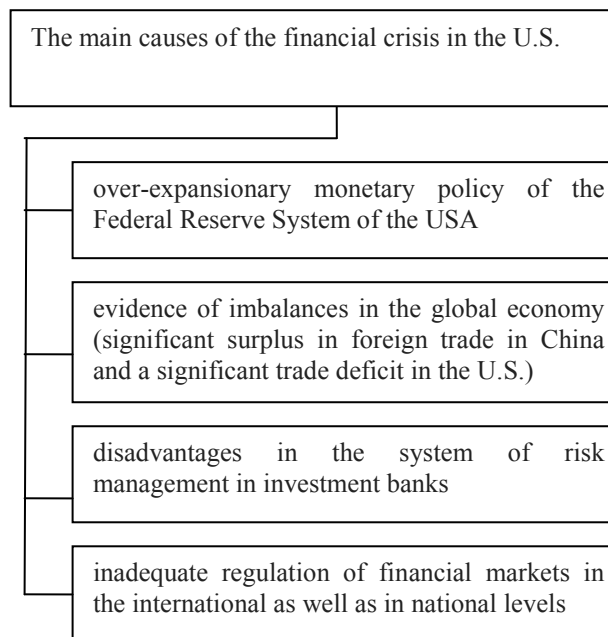 The main causes of the financial crisis in the U.S.
over-expansionary monetary policy of the
Federal Reserve System of the USA
evidence of imbalances in the global economy
(significant surplus in foreign trade in China
and a significant trade deficit in the U.S.)
disadvantages in the system of risk
management in investment banks
inadequate regulation of financial markets in
the international as well as in national levels